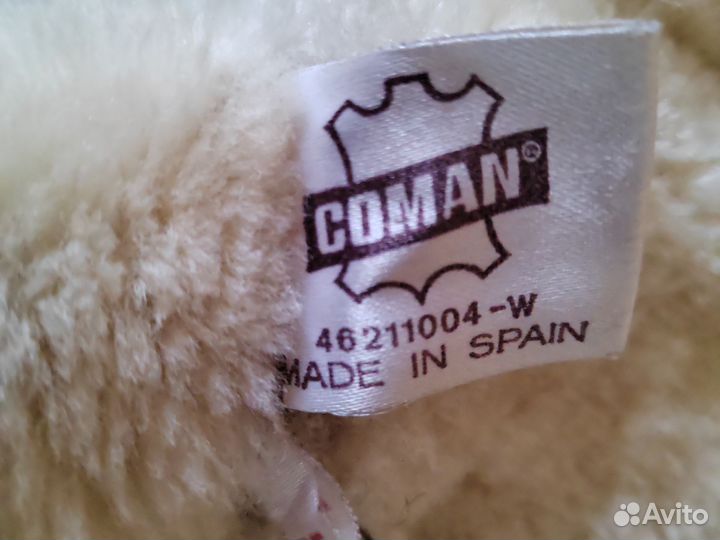 COMAN®
46211004-W
MADE IN SPAIN
Avito